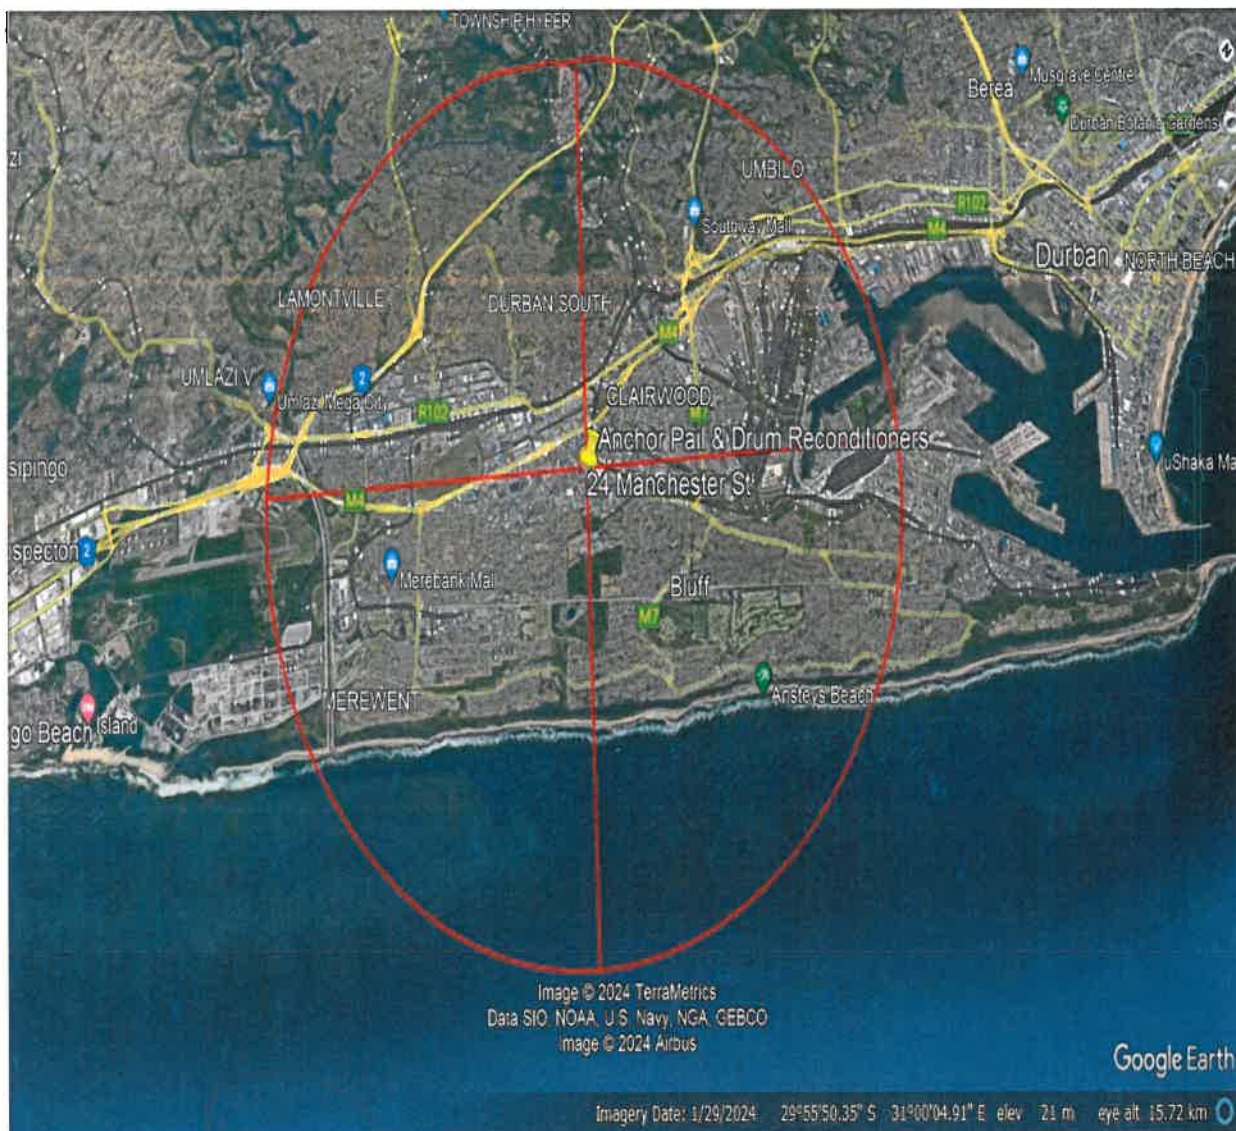 TOWNSHIP HYPER
Musgrave Centre
Berea
Durban Botanic Gardens
UMBILO
R102
Southway Mall
M4
Durban
NORTH BEACH
LAMONTVILLE
DURBAN SOUTH
M4
UMLAZI V
2
Umlazi Mega City
R102
CLAIRWOOD
M7
Anchor Pail & Drum Reconditioners
sipingo
uShaka Ma
24 Manchester St
M4
2
Merebank Mal
Bluff
M7
MEREWENT
Ansteys Beach
go Beach
Island
Image © 2024 TerraMetrics
Data SIO, NOAA, U.S. Navy, NGA, GEBCO
Image © 2024 Airbus
Google Earth
Imagery Date: 1/29/2024 29°55'50.35" S 31°00'04.91" E elev 21 m eye alt 15.72 km